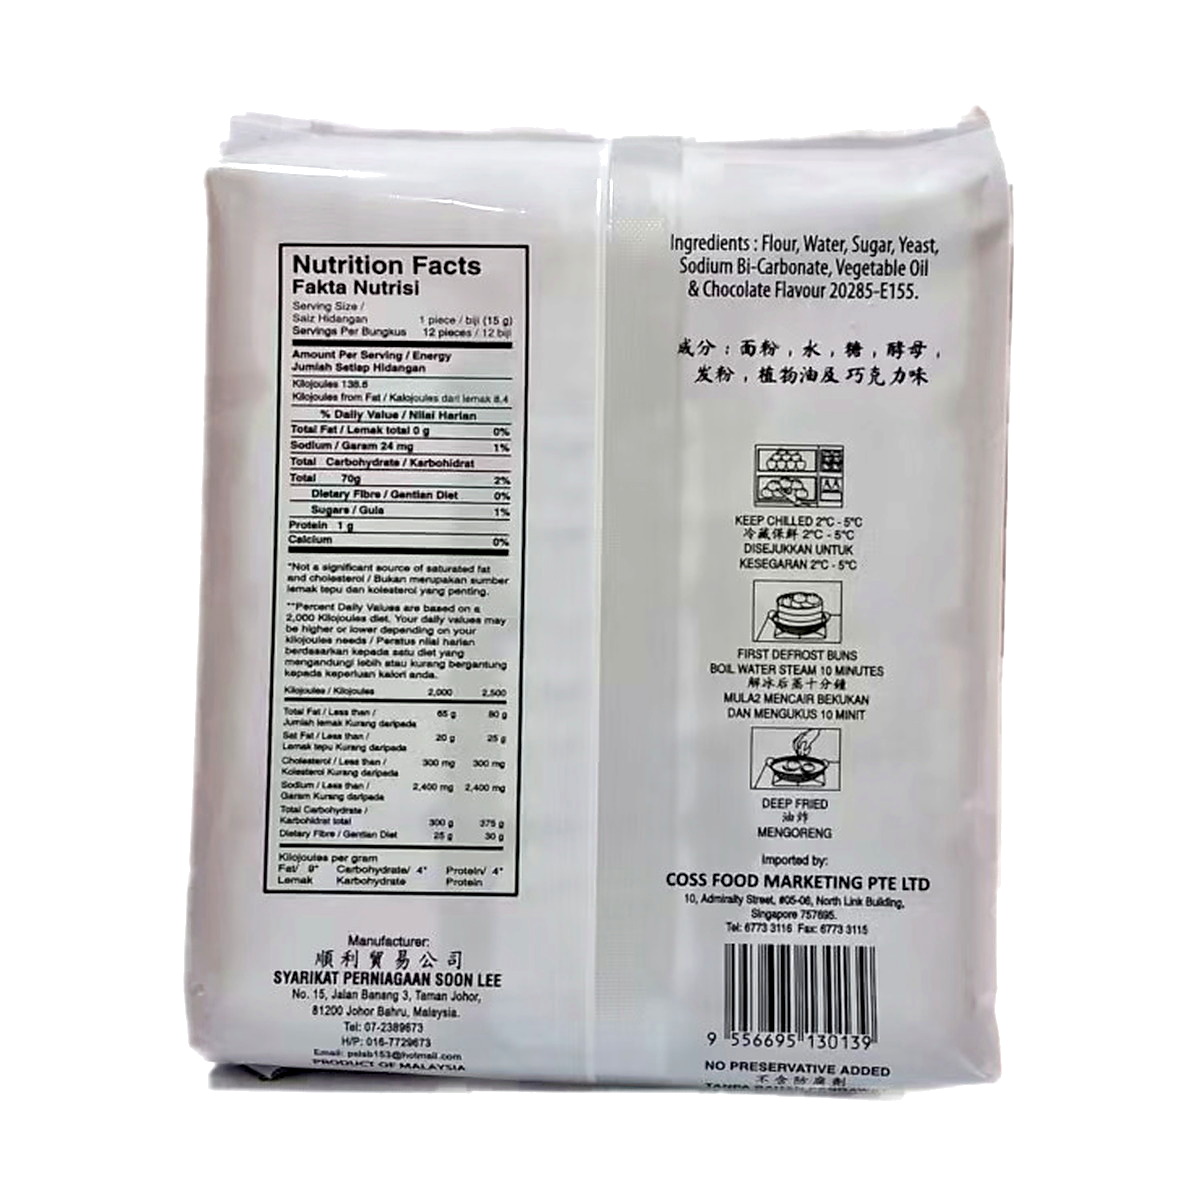 Nutrition Facts
Fakta Nutrisi
Serving Size /
Saiz Hidangan 1 piece / biji (15 g)
Servings Per Bungkus 12 pieces / 12 biji
Amount Per Serving / Energy
Jumlah Setiap Hidangan
Kilojoules 138.6
Kilojoules from Fat / Kalojoules dari lemak 8.4
% Daily Value / Nilai Harian
Total Fat / Lemak total 0 g 0%
Sodium / Garam 24 mg 1%
Total Carbohydrate / Karbohidrat
Total 70g 2%
Dietary Fibre / Gentian Diet 0%
Sugars / Gula 1%
Protein 1 g
Calcium 0%
*Not a significant source of saturated fat
and cholesterol / Bukan merupakan sumber
lemak tepu dan kolesterol yang penting.
**Percent Daily Values are based on a
2,000 Kilojoules diet. Your daily values may
be higher or lower depending on your
kilojoules needs / Peratus nilai harian
berdasarkan kepada satu diet yang
mengandungi lebih atau kurang bergantung
kepada keperluan kalori anda.
Kilojoules / Kilojoules 2,000 2,500
Total Fat / Less than / 65 g 80 g
Jumlah lemak Kurang daripada
Sat Fat / Less than / 20 g 25 g
Lemak tepu Kurang daripada
Cholesterol / Less than / 300 mg 300 mg
Kolesterol Kurang daripada
Sodium / Less than / 2,400 mg 2,400 mg
Garam Kurang daripada
Total Carbohydrate /
Karbohidrat total 300 g 375 g
Dietary Fibre / Gentian Diet 25 g 30 g
Kilojoules per gram
Fat/ 9* Carbohydrate/ 4* Protein/ 4*
Lemak Karbohydrate Protein
Manufacturer:
順利貿易公司
SYARIKAT PERNIAGAAN SOON LEE
No. 15, Jalan Banang 3, Taman Johor,
81200 Johor Bahru, Malaysia.
Tel: 07-2389673
H/P: 016-7729673
Email: pslsb153@hotmail.com
PRODUCT OF MALAYSIA
Ingredients : Flour, Water, Sugar, Yeast,
Sodium Bi-Carbonate, Vegetable Oil
& Chocolate Flavour 20285-E155.
成分 : 面粉 , 水 , 糖 , 酵母 ,
发粉 , 植物油及巧克力味
KEEP CHILLED 2°C - 5°C
冷藏保鮮 2°C - 5°C
DISEJUKKAN UNTUK
KESEGARAN 2°C - 5°C
FIRST DEFROST BUNS
BOIL WATER STEAM 10 MINUTES
解冰后蒸十分鐘
MULA2 MENCAIR BEKUKAN
DAN MENGUKUS 10 MINIT
DEEP FRIED
油炸
MENGORENG
Imported by:
COSS FOOD MARKETING PTE LTD
10, Admiralty Street, #05-06, North Link Building,
Singapore 757695.
Tel: 6773 3116 Fax: 6773 3115
9 556695 130139
NO PRESERVATIVE ADDED
不含防腐劑